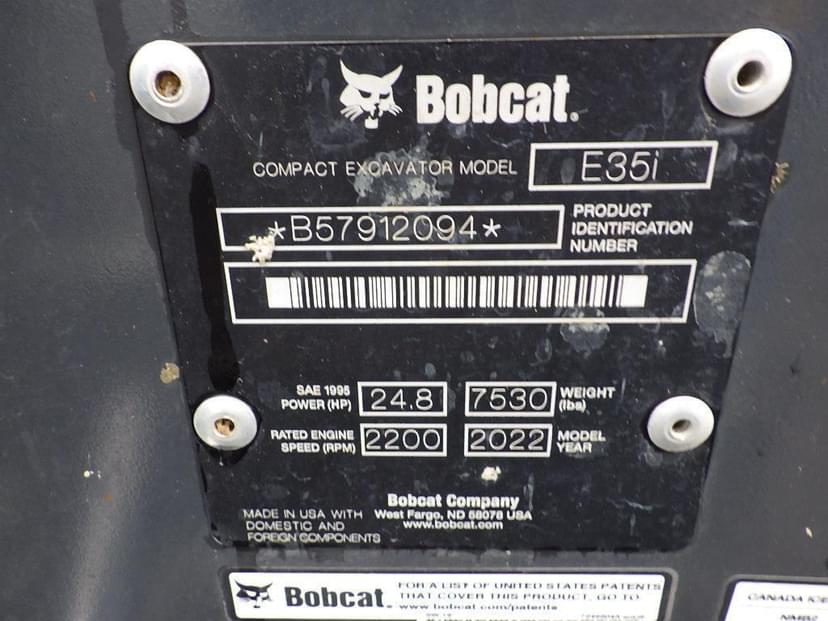 Bobcat.
COMPACT EXCAVATOR MODEL E35i
*B57912094* PRODUCT
IDENTIFICATION
NUMBER
SAE 1995
POWER (HP) 24.8 7530 WEIGHT
(lbs)
RATED ENGINE
SPEED (RPM) 2200 2022 MODEL
YEAR
Bobcat Company
MADE IN USA WITH West Fargo, ND 58078 USA
DOMESTIC AND www.bobcat.com
FOREIGN COMPONENTS
Bobcat. FOR A LIST OF UNITED STATES PATENTS
THAT COVER THIS PRODUCT, GO TO
www.bobcat.com/patents
CANADA ICE